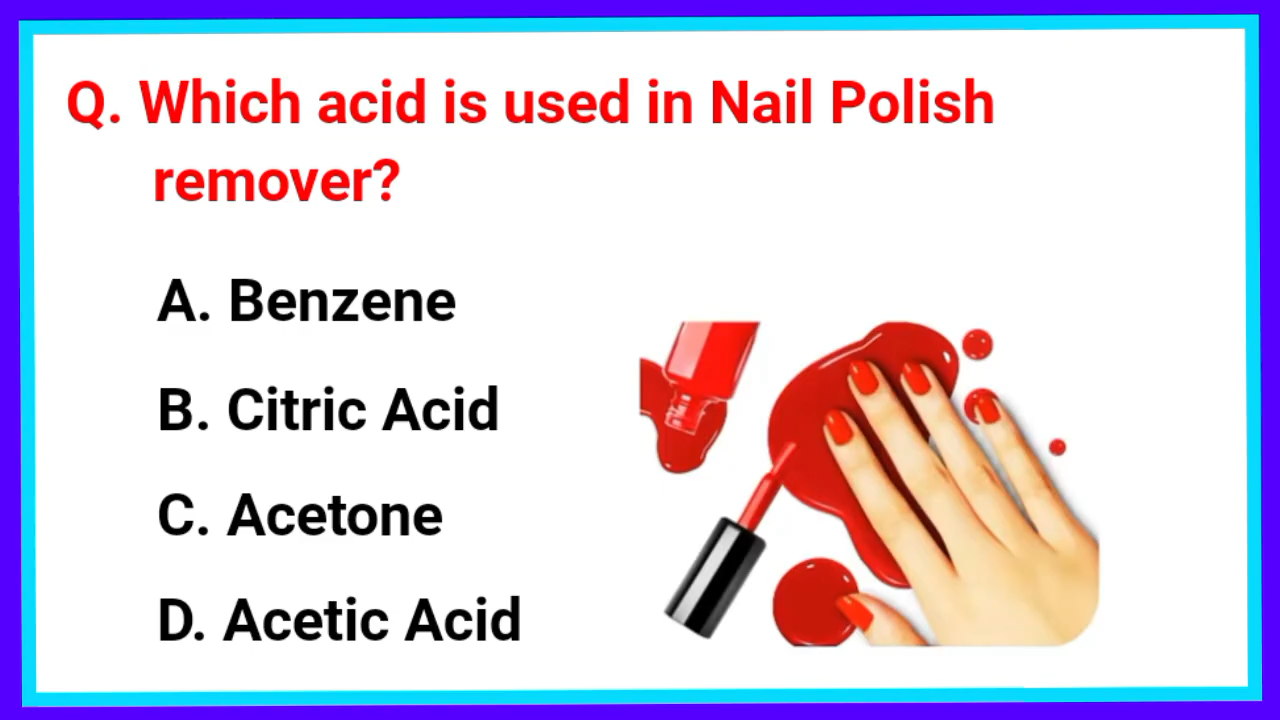 Q. Which acid is used in Nail Polish
remover?
A. Benzene
B. Citric Acid
C. Acetone
D. Acetic Acid